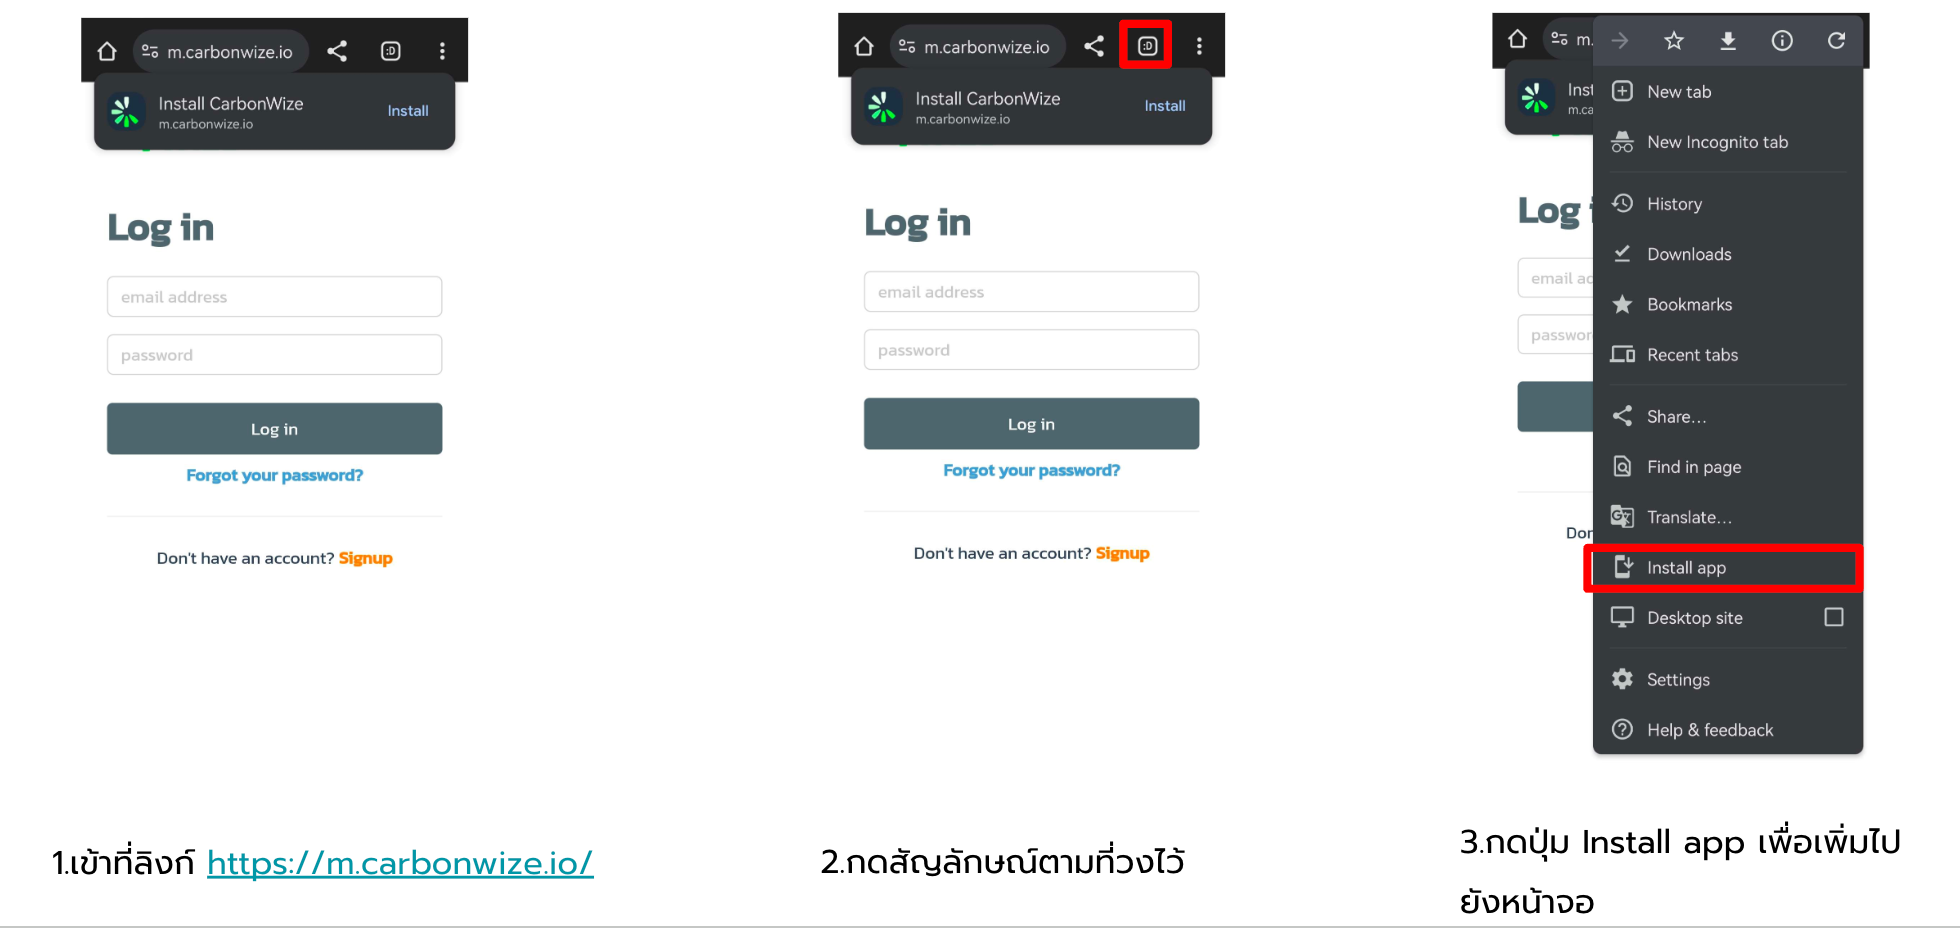 m.carbonwize.io
:D
Install CarbonWize
m.carbonwize.io
Install
Log in
email address
password
Log in
Forgot your password?
Don't have an account? Signup
1.เข้าที่ลิงก์ https://m.carbonwize.io/
m.carbonwize.io
:D
Install CarbonWize
m.carbonwize.io
Install
Log in
email address
password
Log in
Forgot your password?
Don't have an account? Signup
2.กดสัญลักษณ์ตามที่วงไว้
m.
Inst
m.ca
Log i
email ad
passwor
Don
New tab
New Incognito tab
History
Downloads
Bookmarks
Recent tabs
Share...
Find in page
Translate...
Install app
Desktop site
Settings
Help & feedback
3.กดปุ่ม Install app เพื่อเพิ่มไป
ยังหน้าจอ